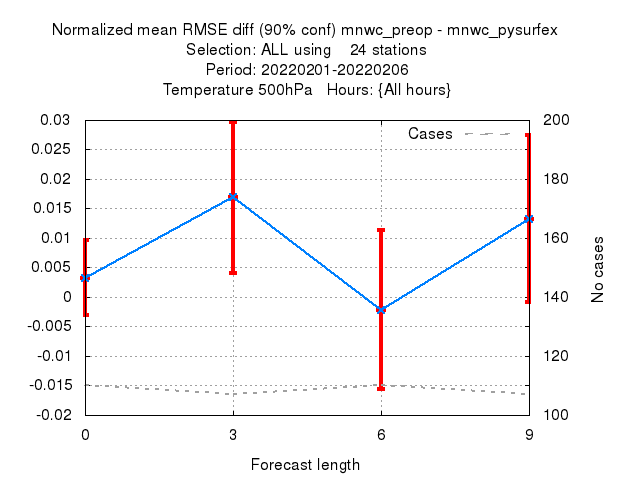 Normalized mean RMSE diff (90% conf) mnwc_preop - mnwc_pysurfex
Selection: ALL using 24 stations
Period: 20220201-20220206
Temperature 500hPa Hours: {All hours}
Cases
0.03
0.025
0.02
0.015
0.01
0.005
0
-0.005
-0.01
-0.015
-0.02
200
180
160
140
120
100
No cases
0 3 6 9
Forecast length